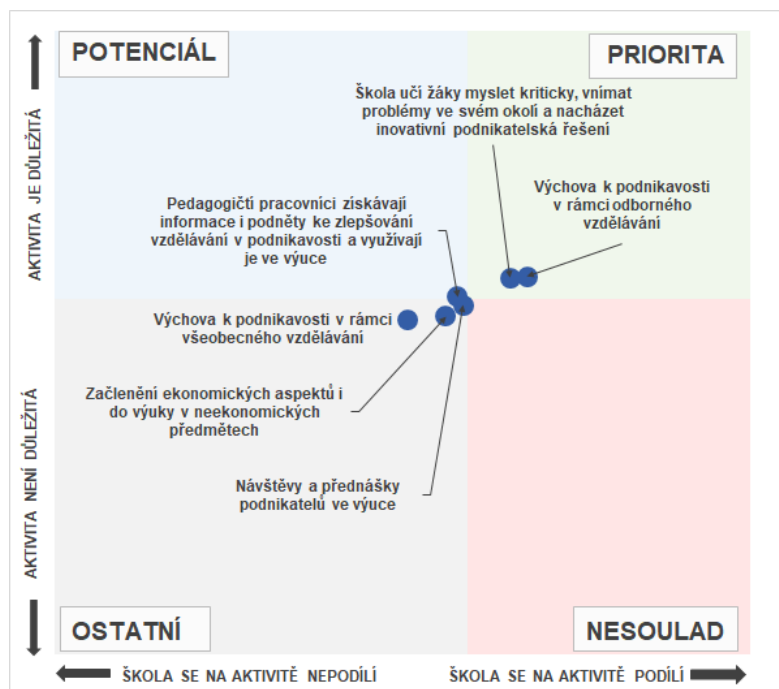 POTENCIÁL
PRIORITA
Škola učí žáky myslet kriticky, vnímat
problémy ve svém okolí a nacházet
inovativní podnikatelská řešení
Výchova k podnikavosti
v rámci odborného
vzdělávání
Pedagogičtí pracovníci získávají
informace i podněty ke zlepšování
vzdělávání v podnikavosti a využívají
je ve výuce
Výchova k podnikavosti v rámci
všeobecného vzdělávání
Začlenění ekonomických aspektů i
do výuky v neekonomických
předmětech
Návštěvy a přednášky
podnikatelů ve výuce
OSTATNÍ
NESOULAD
AKTIVITA JE DŮLEŽITÁ
AKTIVITA NENÍ DŮLEŽITÁ
ŠKOLA SE NA AKTIVITĚ NEPODÍLÍ
ŠKOLA SE NA AKTIVITĚ PODÍLÍ